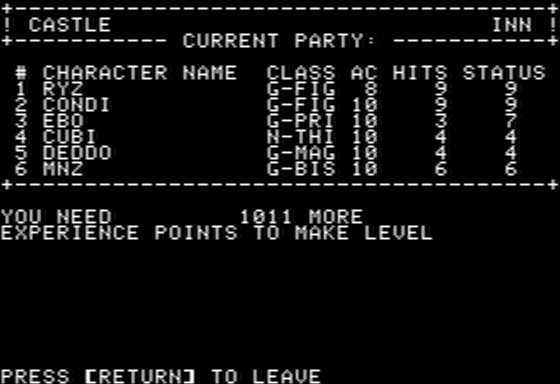 +--------------------------------------+
! CASTLE                           INN !
+----------- CURRENT PARTY: -----------+
 # CHARACTER NAME  CLASS AC HITS STATUS
 1 RYZ             G-FIG  8    9    9
 2 CONDI           G-FIG 10    9    9
 3 EBO             G-PRI 10    3    7
 4 CUBI            N-THI 10    4    4
 5 DEDDO           G-MAG 10    4    4
 6 MNZ             G-BIS 10    6    6
+--------------------------------------+
YOU NEED         1011 MORE
EXPERIENCE POINTS TO MAKE LEVEL
PRESS [RETURN] TO LEAVE